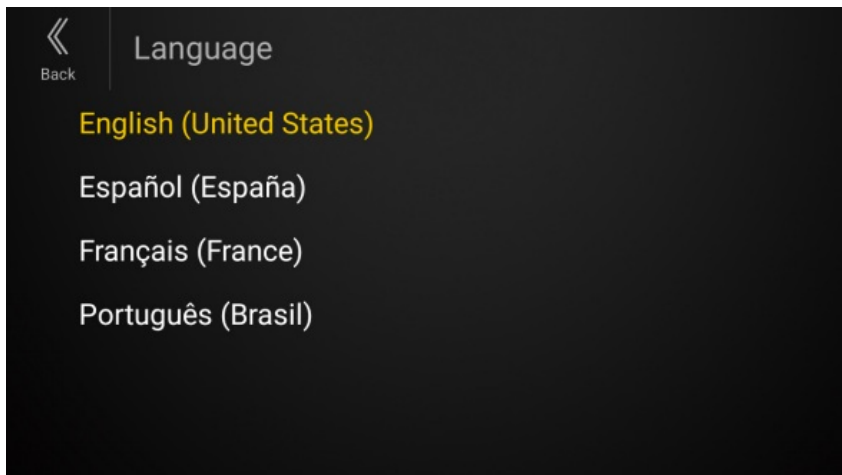 Back
Language
English (United States)
Español (España)
Français (France)
Português (Brasil)